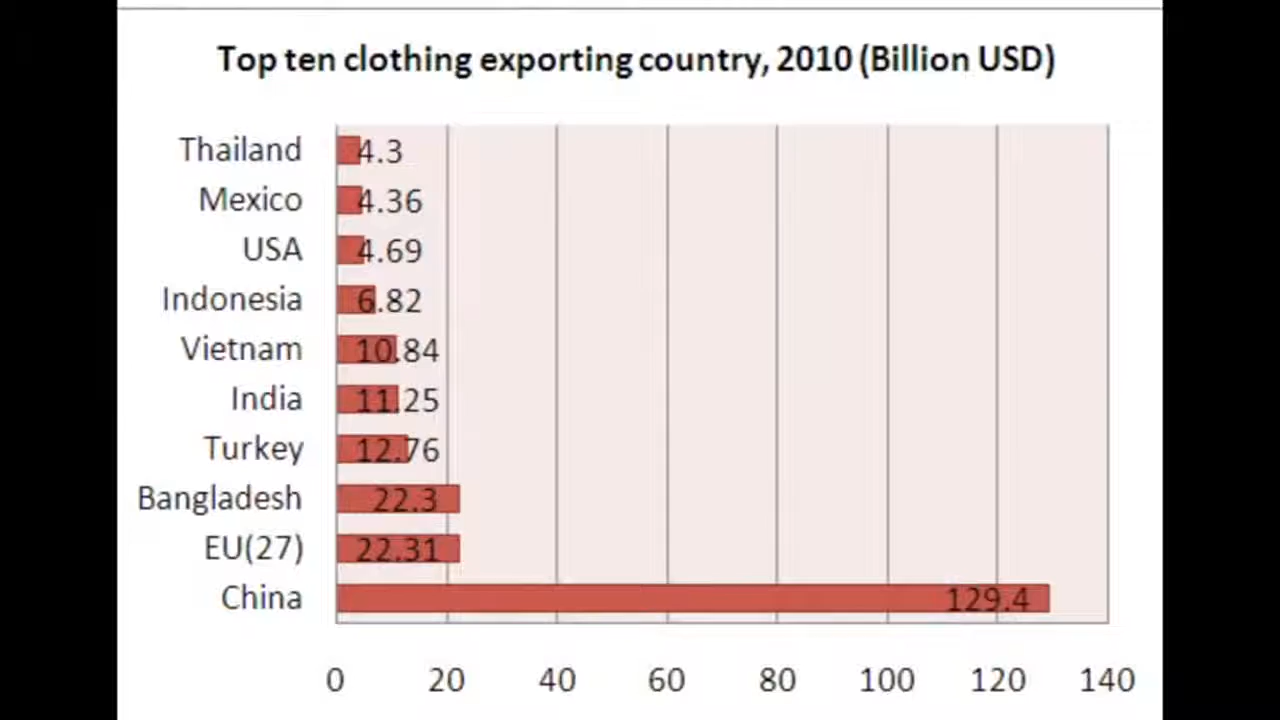 Top ten clothing exporting country, 2010 (Billion USD)
Thailand 4.3
Mexico 4.36
USA 4.69
Indonesia 6.82
Vietnam 10.84
India 11.25
Turkey 12.76
Bangladesh 22.3
EU(27) 22.31
China 129.4
0 20 40 60 80 100 120 140